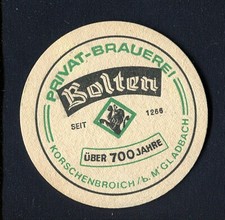 PRIVAT-BRAUEREI
Bolten
SEIT 1266
ÜBER 700 JAHRE
KORSCHENBROICH /b. M'GLADBACH